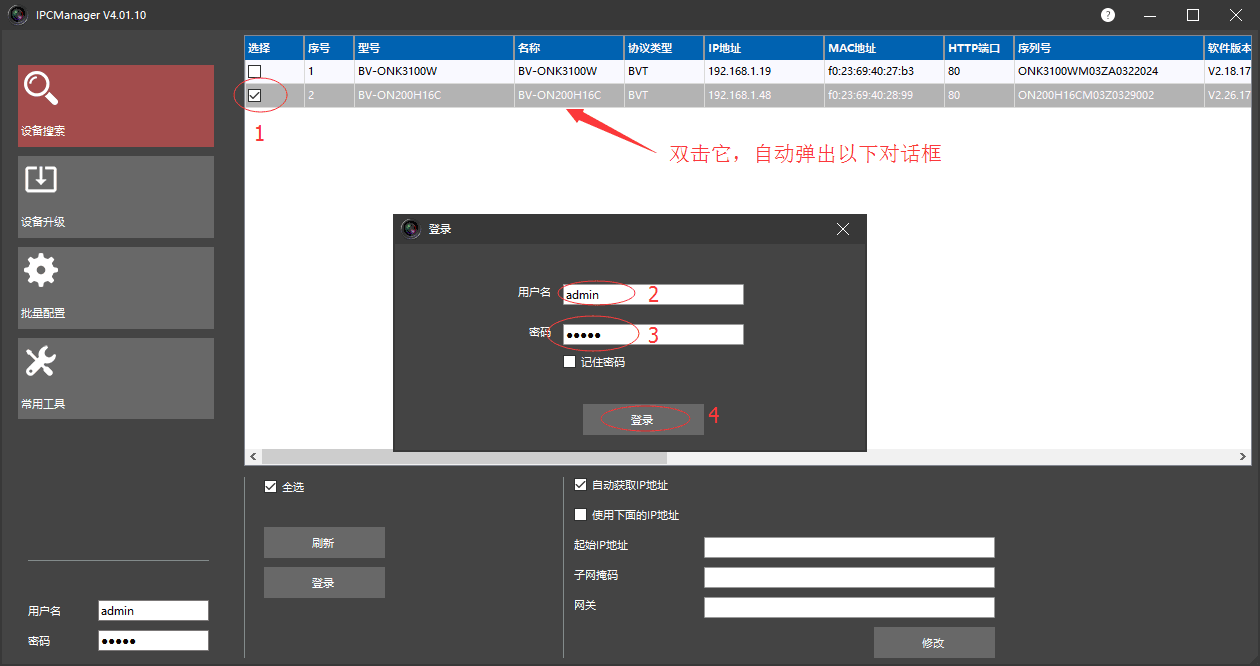 IPCManager V4.01.10
?
设备搜索
设备升级
批量配置
常用工具
用户名 admin
密码 •••••
选择 序号 型号 名称 协议类型 IP地址 MAC地址 HTTP端口 序列号 软件版本
1 BV-ONK3100W BV-ONK3100W BVT 192.168.1.19 f0:23:69:40:27:b3 80 ONK3100WM03ZA0322024 V2.18.17
2 BV-ON200H16C BV-ON200H16C BVT 192.168.1.48 f0:23:69:40:28:99 80 ON200H16CM03Z0329002 V2.26.17
1
双击它，自动弹出以下对话框
登录
用户名 admin 2
密码 ••••• 3
记住密码
登录 4
全选
刷新
登录
自动获取IP地址
使用下面的IP地址
起始IP地址
子网掩码
网关
修改